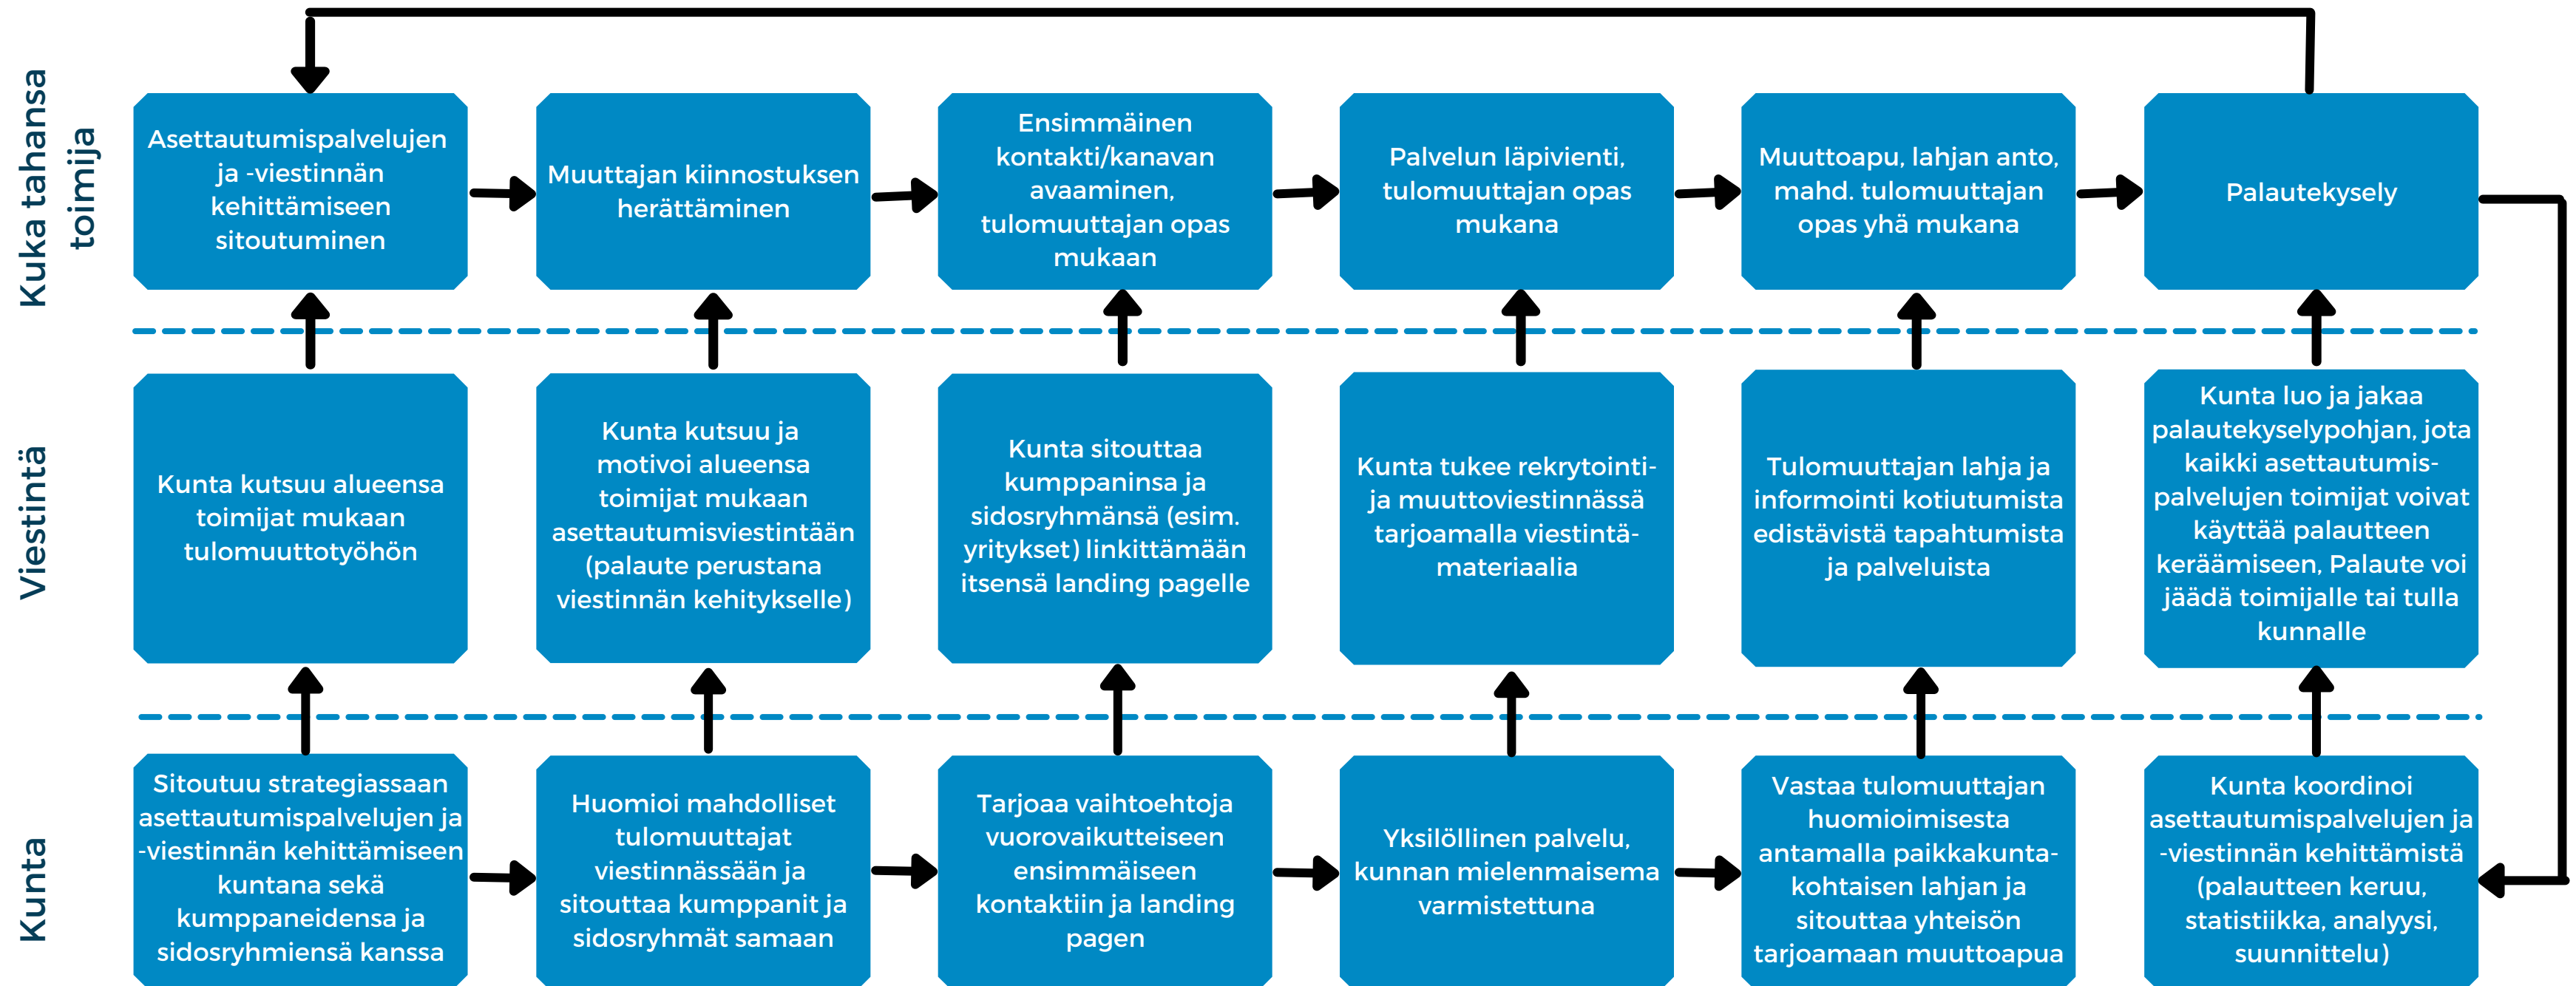 Kuka tahansa
toimija
Asettautumispalvelujen
ja -viestinnän
kehittämiseen
sitoutuminen
Muuttajan kiinnostuksen
herättäminen
Ensimmäinen
kontakti/kanavan
avaaminen,
tulomuuttajan opas
mukaan
Palvelun läpivienti,
tulomuuttajan opas
mukana
Muuttoapu, lahjan anto,
mahd. tulomuuttajan
opas yhä mukana
Palautekysely
Viestintä
Kunta kutsuu alueensa
toimijat mukaan
tulomuuttotyöhön
Kunta kutsuu ja
motivoi alueensa
toimijat mukaan
asettautumisviestintään
(palaute perustana
viestinnän kehitykselle)
Kunta sitouttaa
kumppaninsa ja
sidosryhmänsä (esim.
yritykset) linkittämään
itsensä landing pagelle
Kunta tukee rekrytointi-
ja muuttoviestinnässä
tarjoamalla viestintä-
materiaalia
Tulomuuttajan lahja ja
informointi kotiutumista
edistävistä tapahtumista
ja palveluista
Kunta luo ja jakaa
palautekyselypohjan, jota
kaikki asettautumis-
palvelujen toimijat voivat
käyttää palautteen
keräämiseen, Palaute voi
jäädä toimijalle tai tulla
kunnalle
Kunta
Sitoutuu strategiassaan
asettautumispalvelujen ja
-viestinnän kehittämiseen
kuntana sekä
kumppaneidensa ja
sidosryhmiensä kanssa
Huomioi mahdolliset
tulomuuttajat
viestinnässään ja
sitouttaa kumppanit ja
sidosryhmät samaan
Tarjoaa vaihtoehtoja
vuorovaikutteiseen
ensimmäiseen
kontaktiin ja landing
pagen
Yksilöllinen palvelu,
kunnan mielenmaisema
varmistettuna
Vastaa tulomuuttajan
huomioimisesta
antamalla paikkakunta-
kohtaisen lahjan ja
sitouttaa yhteisön
tarjoamaan muuttoapua
Kunta koordinoi
asettautumispalvelujen ja
-viestinnän kehittämistä
(palautteen keruu,
statistiikka, analyysi,
suunnittelu)